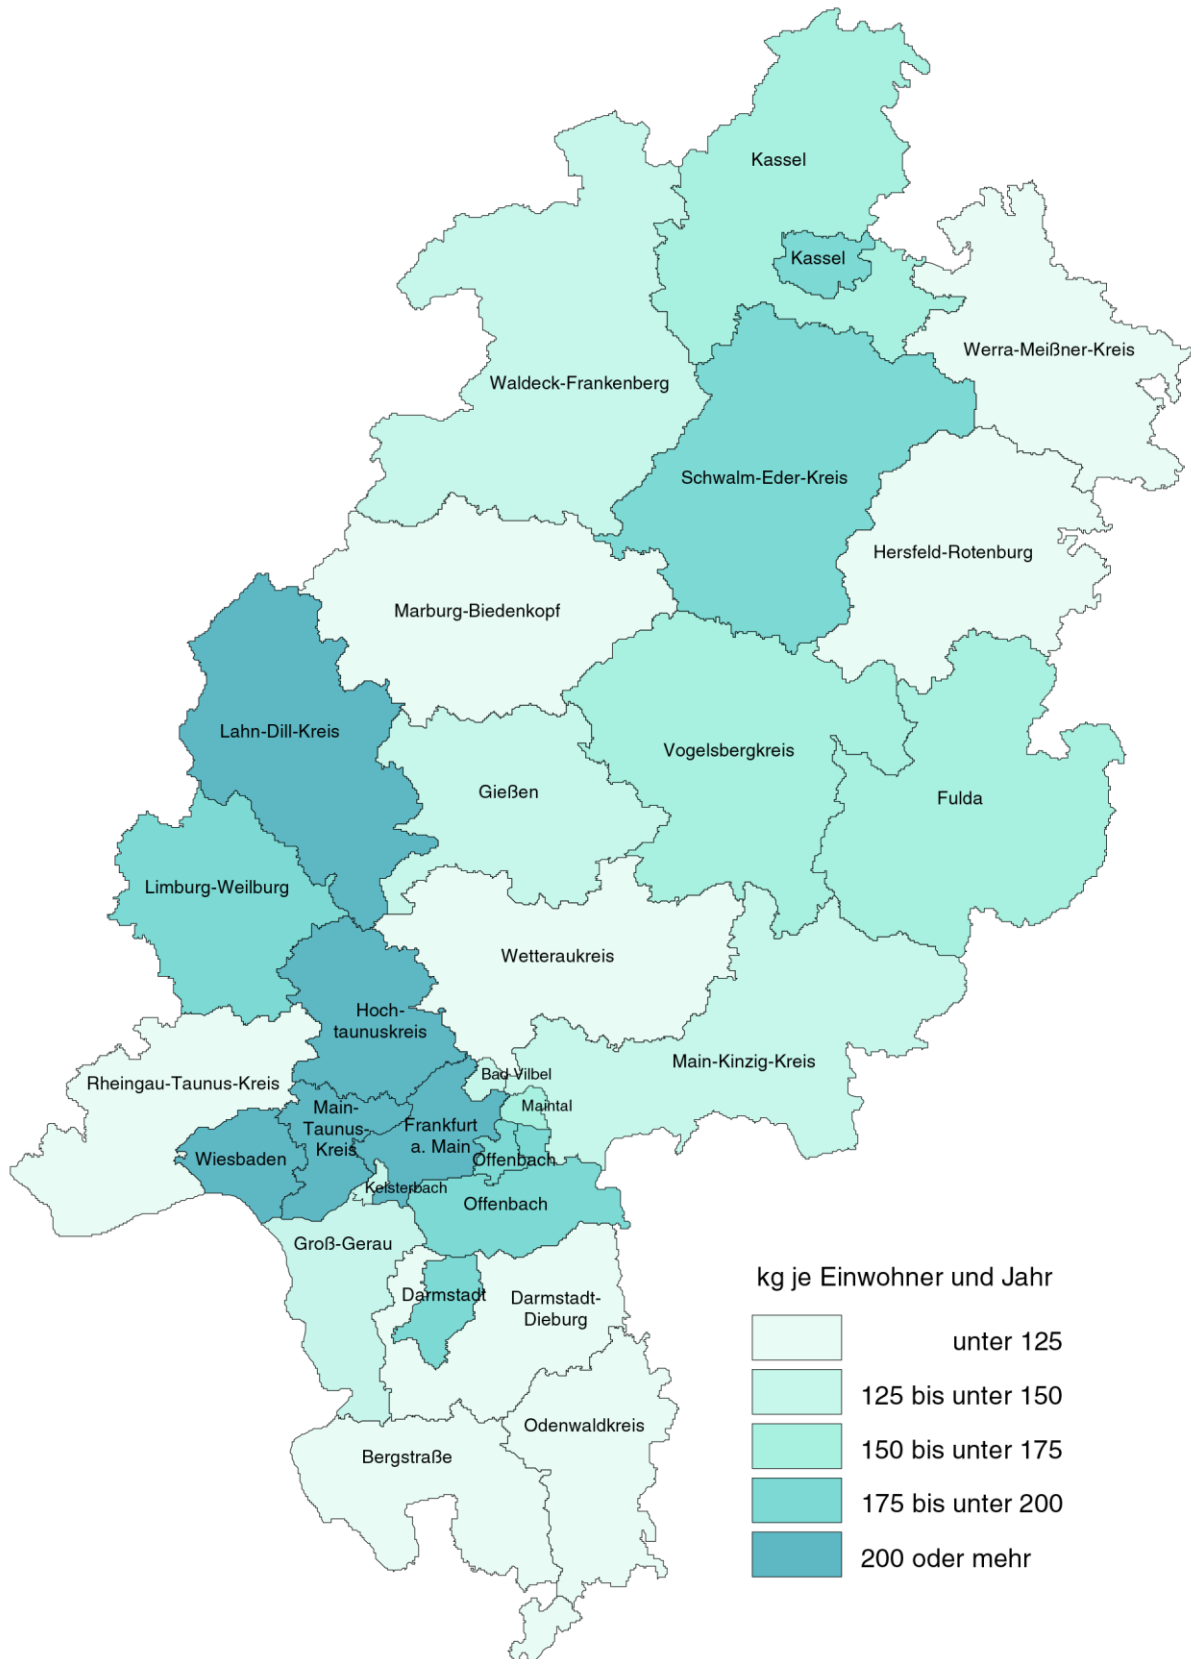 Kassel
Kassel
Werra-Meißner-Kreis
Waldeck-Frankenberg
Schwalm-Eder-Kreis
Hersfeld-Rotenburg
Marburg-Biedenkopf
Lahn-Dill-Kreis
Vogelsbergkreis
Gießen
Fulda
Limburg-Weilburg
Wetteraukreis
Hoch-
taunuskreis
Main-Kinzig-Kreis
Bad Vilbel
Rheingau-Taunus-Kreis
Maintal
Main-
Taunus-
Kreis
Frankfurt
a. Main
Wiesbaden
Offenbach
Kelsterbach
Offenbach
Groß-Gerau
Darmstadt
Darmstadt-
Dieburg
Odenwaldkreis
Bergstraße
kg je Einwohner und Jahr
unter 125
125 bis unter 150
150 bis unter 175
175 bis unter 200
200 oder mehr